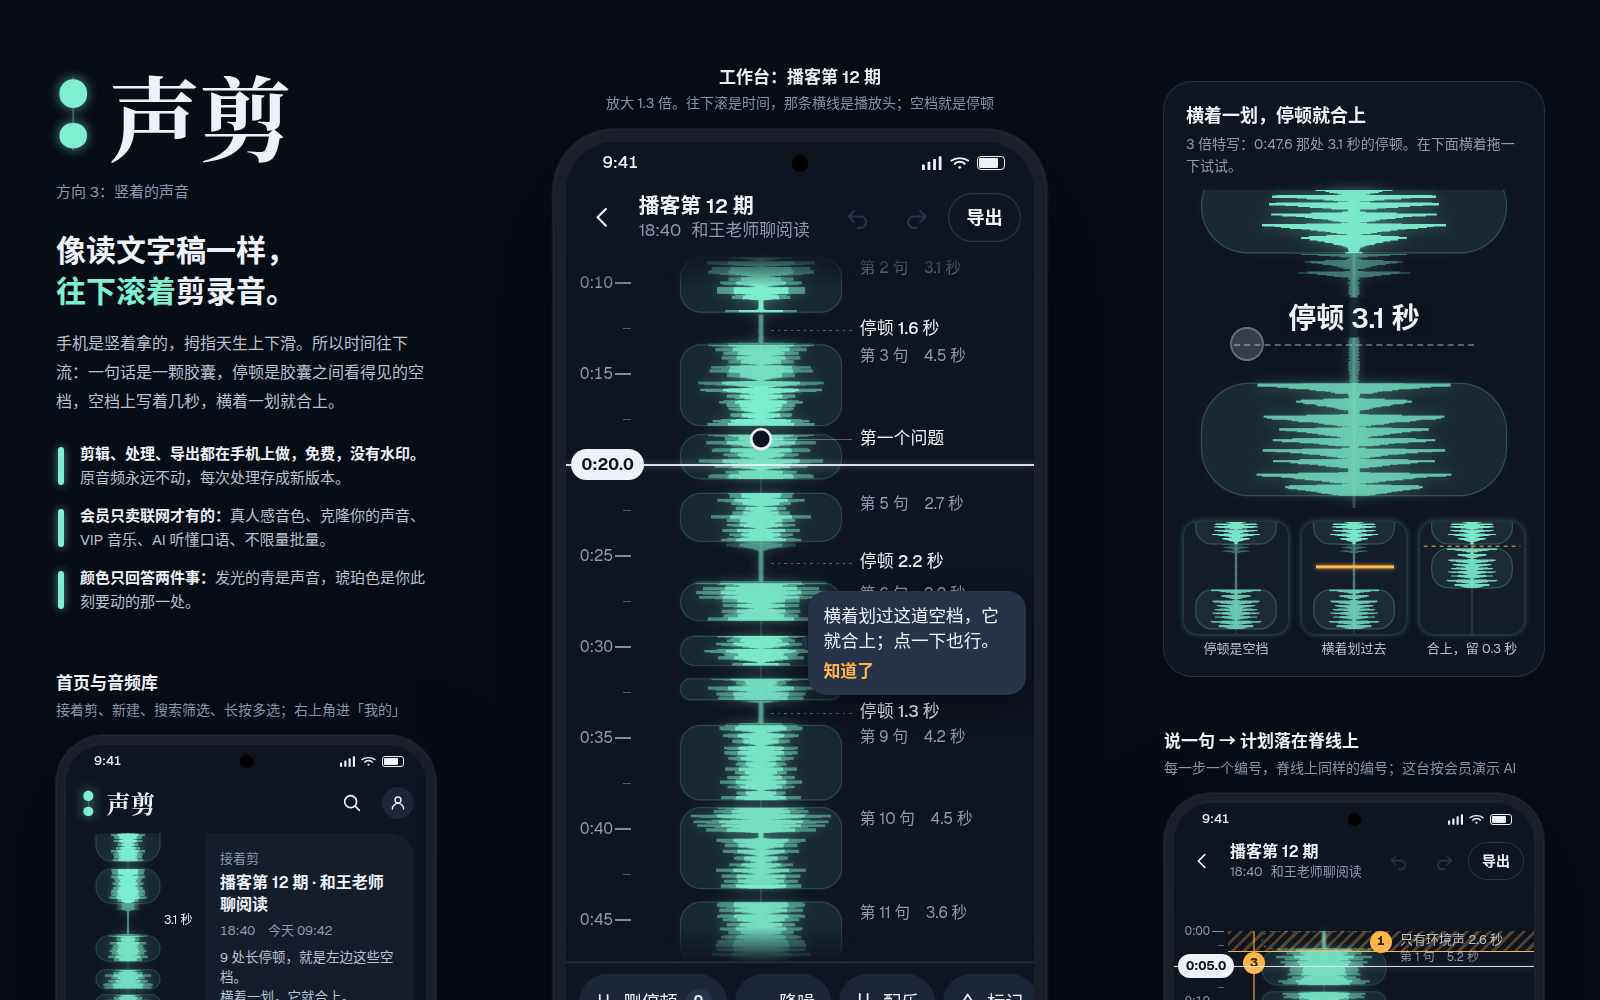 声剪
方向 3：竖着的声音
像读文字稿一样，
往下滚着剪录音。
手机是竖着拿的，拇指天生上下滑。所以时间往下
流：一句话是一颗胶囊，停顿是胶囊之间看得见的空
档，空档上写着几秒，横着一划就合上。
剪辑、处理、导出都在手机上做，免费，没有水印。
原音频永远不动，每次处理存成新版本。
会员只卖联网才有的：真人感音色、克隆你的声音、
VIP 音乐、AI 听懂口语、不限量批量。
颜色只回答两件事：发光的青是声音，琥珀色是你此
刻要动的那一处。
首页与音频库
接着剪、新建、搜索筛选、长按多选；右上角进「我的」
9:41
声剪
3.1 秒
接着剪
播客第 12 期 · 和王老师
聊阅读
18:40 今天 09:42
9 处长停顿，就是左边这些空
档。
横着一划，它就合上。
工作台：播客第 12 期
放大 1.3 倍。往下滚是时间，那条横线是播放头；空档就是停顿
9:41
播客第 12 期
18:40 和王老师聊阅读
导出
第 2 句 3.1 秒
0:10
停顿 1.6 秒
第 3 句 4.5 秒
0:15
第一个问题
0:20.0
第 5 句 2.7 秒
0:25
停顿 2.2 秒
横着划过这道空档，它
就合上；点一下也行。
知道了
0:30
停顿 1.3 秒
0:35
第 9 句 4.2 秒
第 10 句 4.5 秒
0:40
第 11 句 3.6 秒
0:45
删停顿 9
降噪
配乐
标记
横着一划，停顿就合上
3 倍特写：0:47.6 那处 3.1 秒的停顿。在下面横着拖一
下试试。
停顿 3.1 秒
停顿是空档
横着划过去
合上，留 0.3 秒
说一句 → 计划落在脊线上
每一步一个编号，脊线上同样的编号；这台按会员演示 AI
9:41
播客第 12 期
18:40 和王老师聊阅读
导出
0:00
1
只有环境声 2.6 秒
第 1 句 5.2 秒
0:05.0
3
0:10